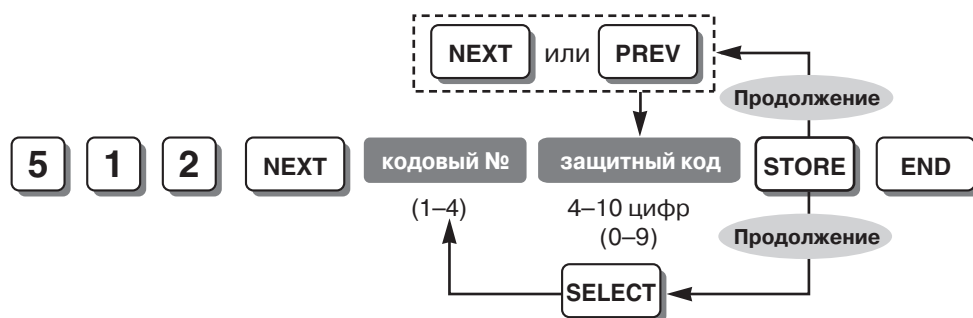 NEXT или PREV
Продолжение
5 1 2 NEXT кодовый № защитный код STORE END
(1–4) 4–10 цифр
(0–9) Продолжение
SELECT